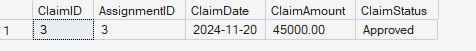 ClaimID AssignmentID ClaimDate ClaimAmount ClaimStatus
1 3 3 2024-11-20 45000.00 Approved